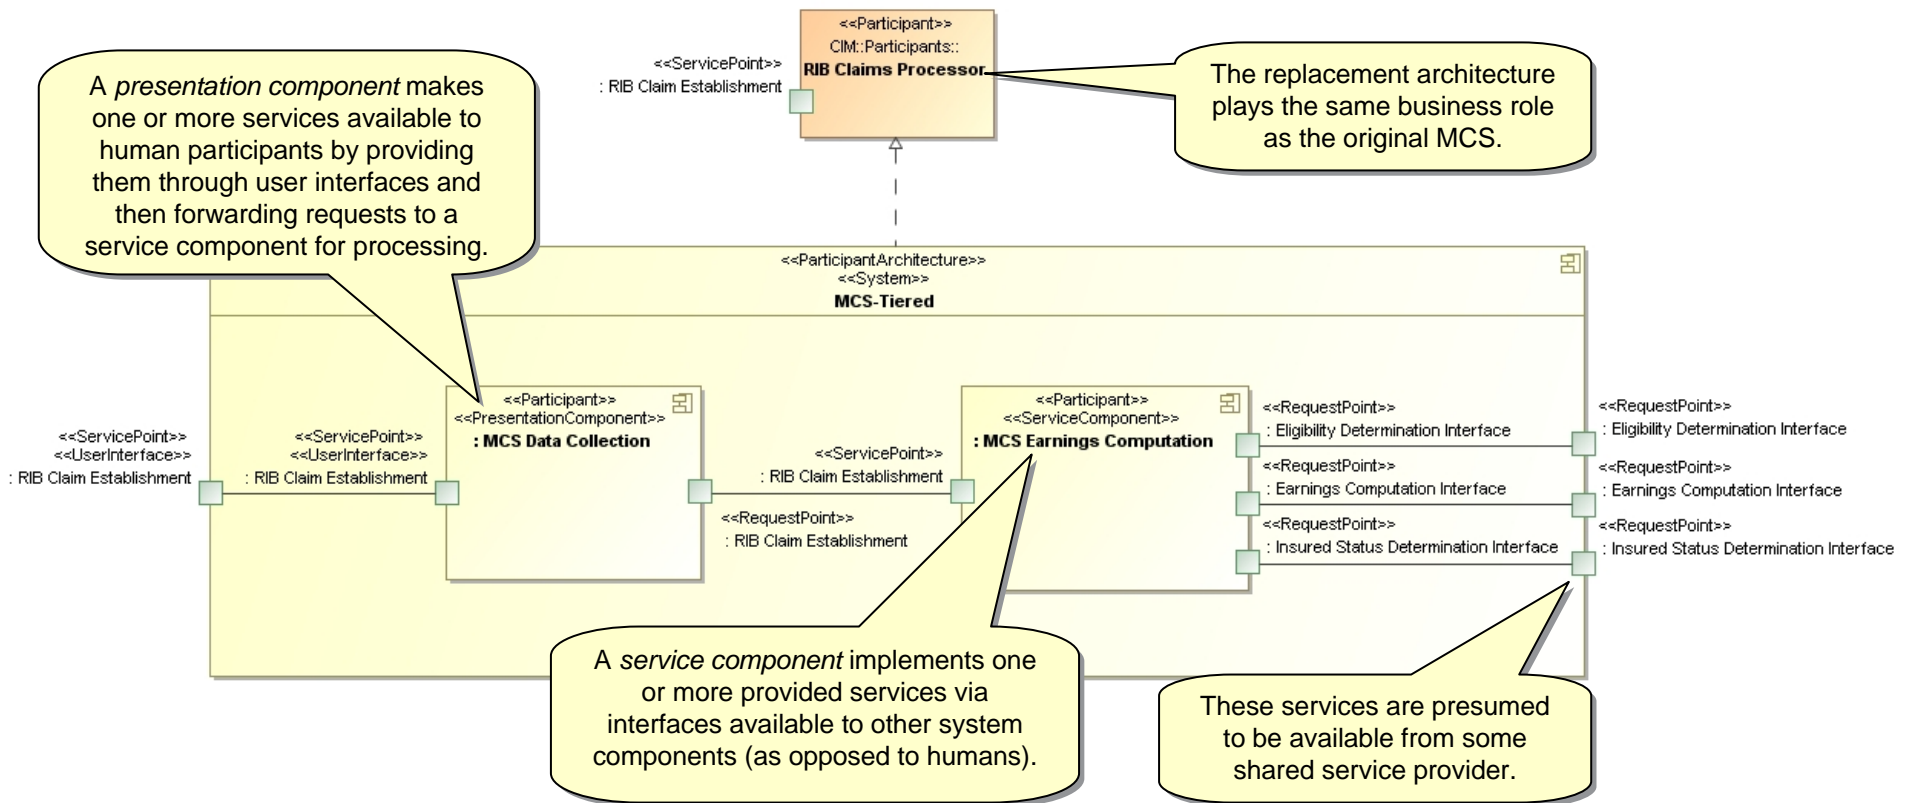 <<Participant>>
CIM::Participants::
RIB Claims Processor
<<ServicePoint>>
: RIB Claim Establishment
A presentation component makes
one or more services available to
human participants by providing
them through user interfaces and
then forwarding requests to a
service component for processing.
The replacement architecture
plays the same business role
as the original MCS.
<<ParticipantArchitecture>>
<<System>>
MCS-Tiered
<<ServicePoint>>
<<UserInterface>>
: RIB Claim Establishment
<<ServicePoint>>
<<UserInterface>>
: RIB Claim Establishment
<<Participant>>
<<PresentationComponent>>
: MCS Data Collection
<<ServicePoint>>
: RIB Claim Establishment
<<RequestPoint>>
: RIB Claim Establishment
<<Participant>>
<<ServiceComponent>>
: MCS Earnings Computation
<<RequestPoint>>
: Eligibility Determination Interface
<<RequestPoint>>
: Earnings Computation Interface
<<RequestPoint>>
: Insured Status Determination Interface
<<RequestPoint>>
: Eligibility Determination Interface
<<RequestPoint>>
: Earnings Computation Interface
<<RequestPoint>>
: Insured Status Determination Interface
A service component implements one
or more provided services via
interfaces available to other system
components (as opposed to humans).
These services are presumed
to be available from some
shared service provider.